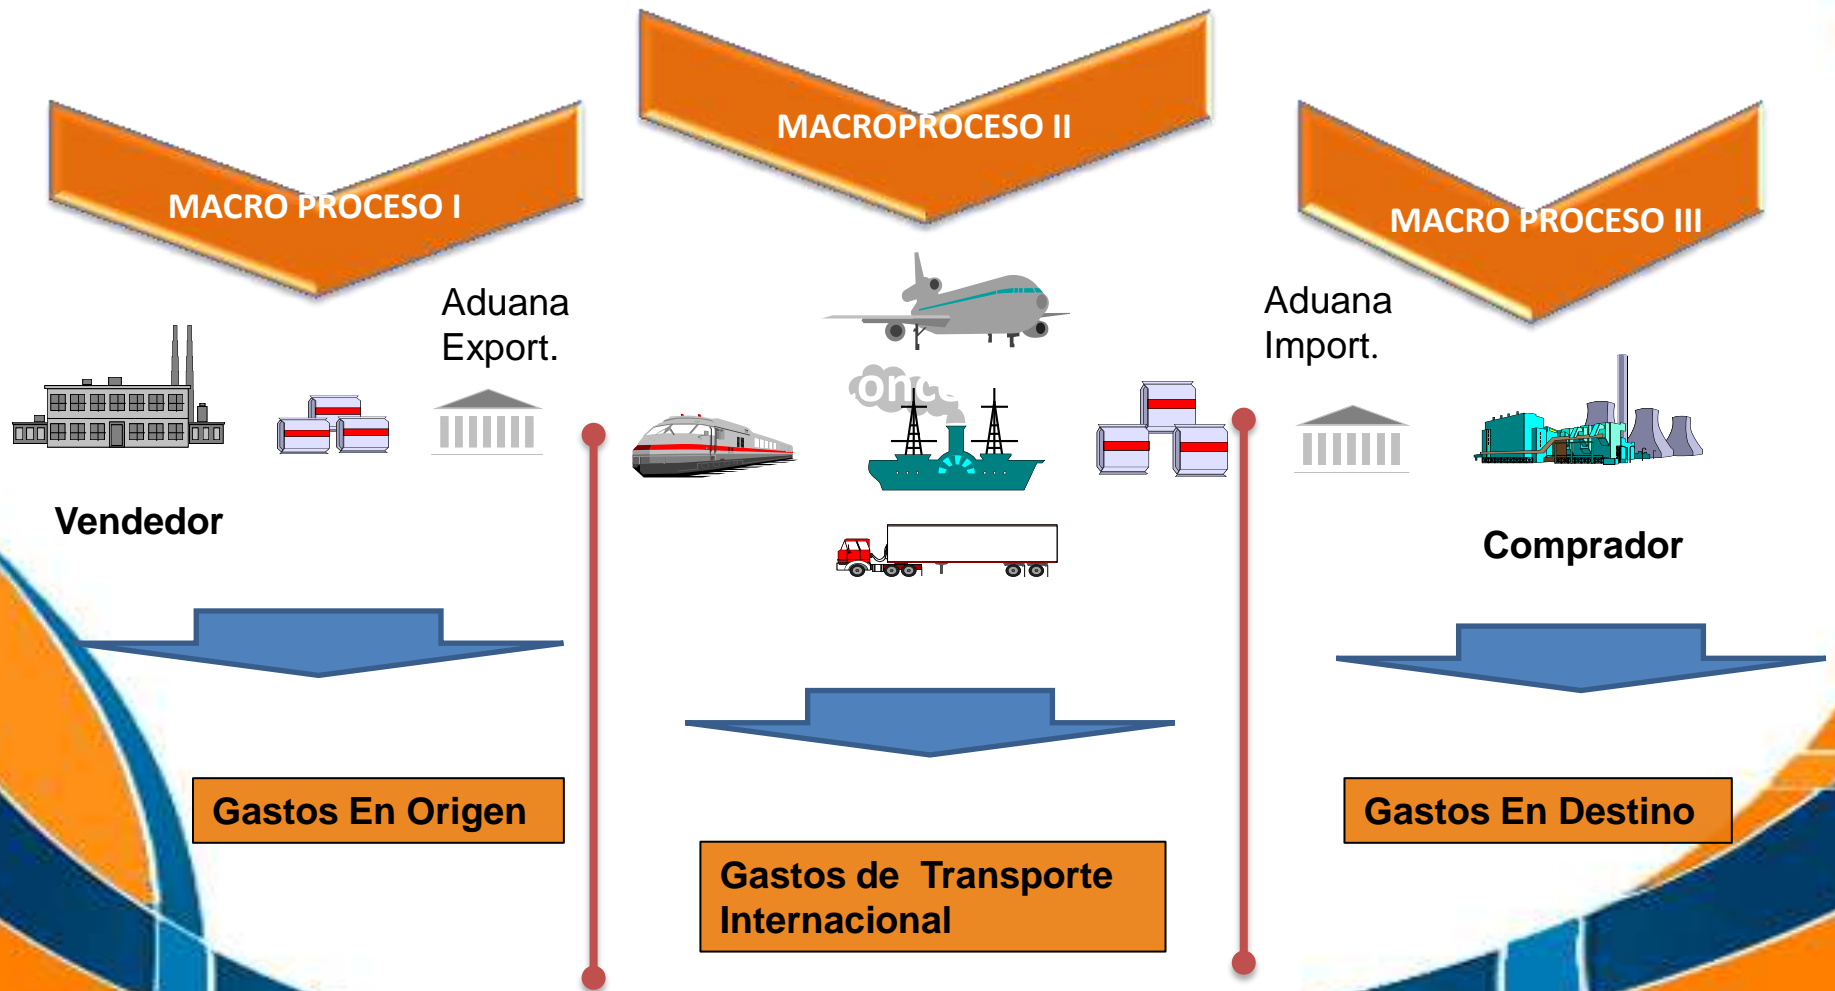 MACRO PROCESO I
MACROPROCESO II
MACRO PROCESO III
Aduana
Export.
Aduana
Import.
Vendedor
Comprador
Gastos En Origen
Gastos de  Transporte
Internacional
Gastos En Destino